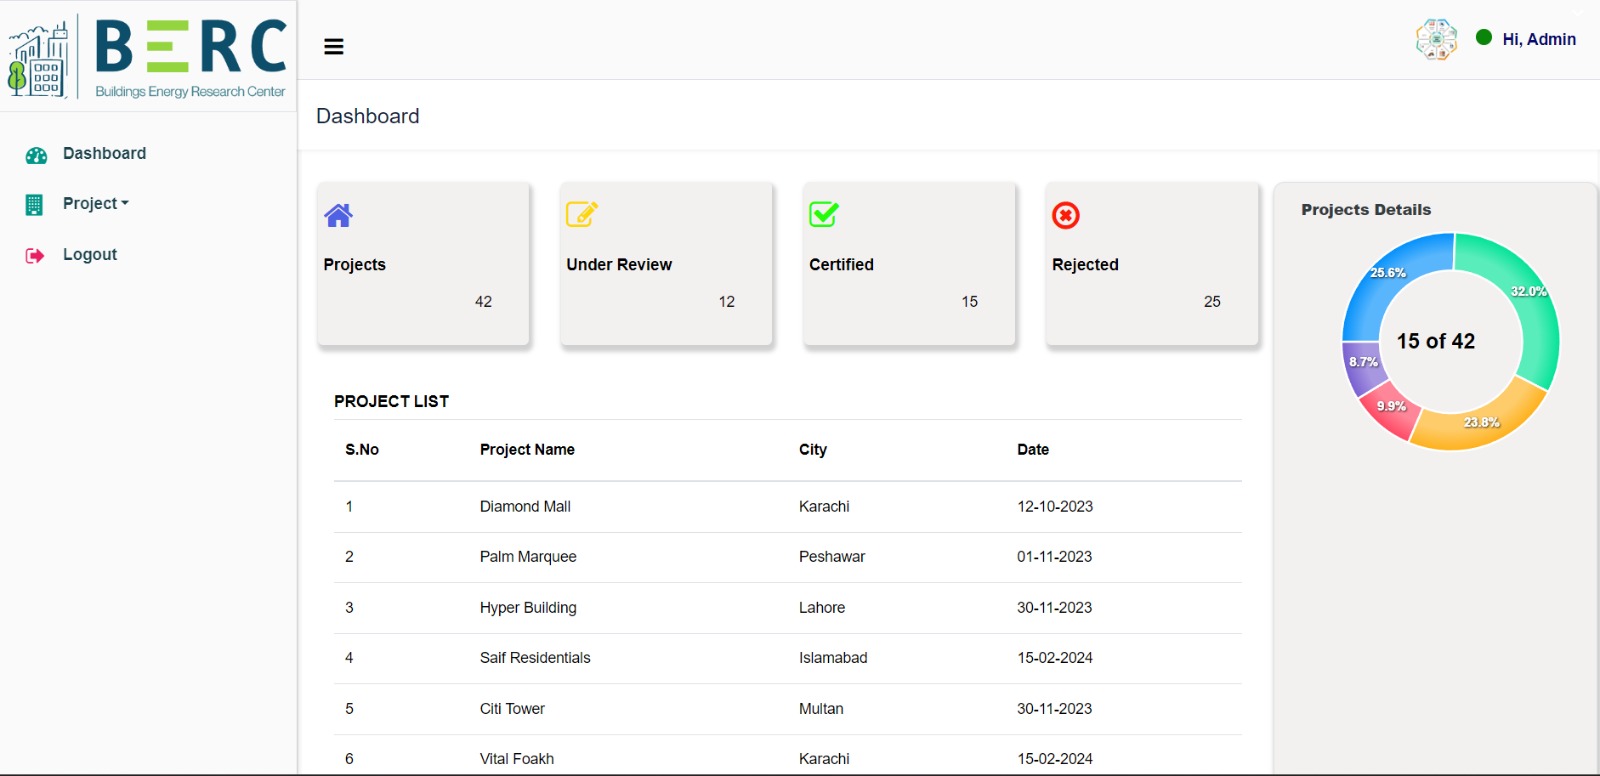 BERC
Buildings Energy Research Center
Hi, Admin
Dashboard
Project
Logout
Dashboard
Projects
42
Under Review
12
Certified
15
Rejected
25
Projects Details
25.6%
32.0%
15 of 42
8.7%
9.9%
23.8%
PROJECT LIST
S.No Project Name City Date
1 Diamond Mall Karachi 12-10-2023
2 Palm Marquee Peshawar 01-11-2023
3 Hyper Building Lahore 30-11-2023
4 Saif Residentials Islamabad 15-02-2024
5 Citi Tower Multan 30-11-2023
6 Vital Foakh Karachi 15-02-2024